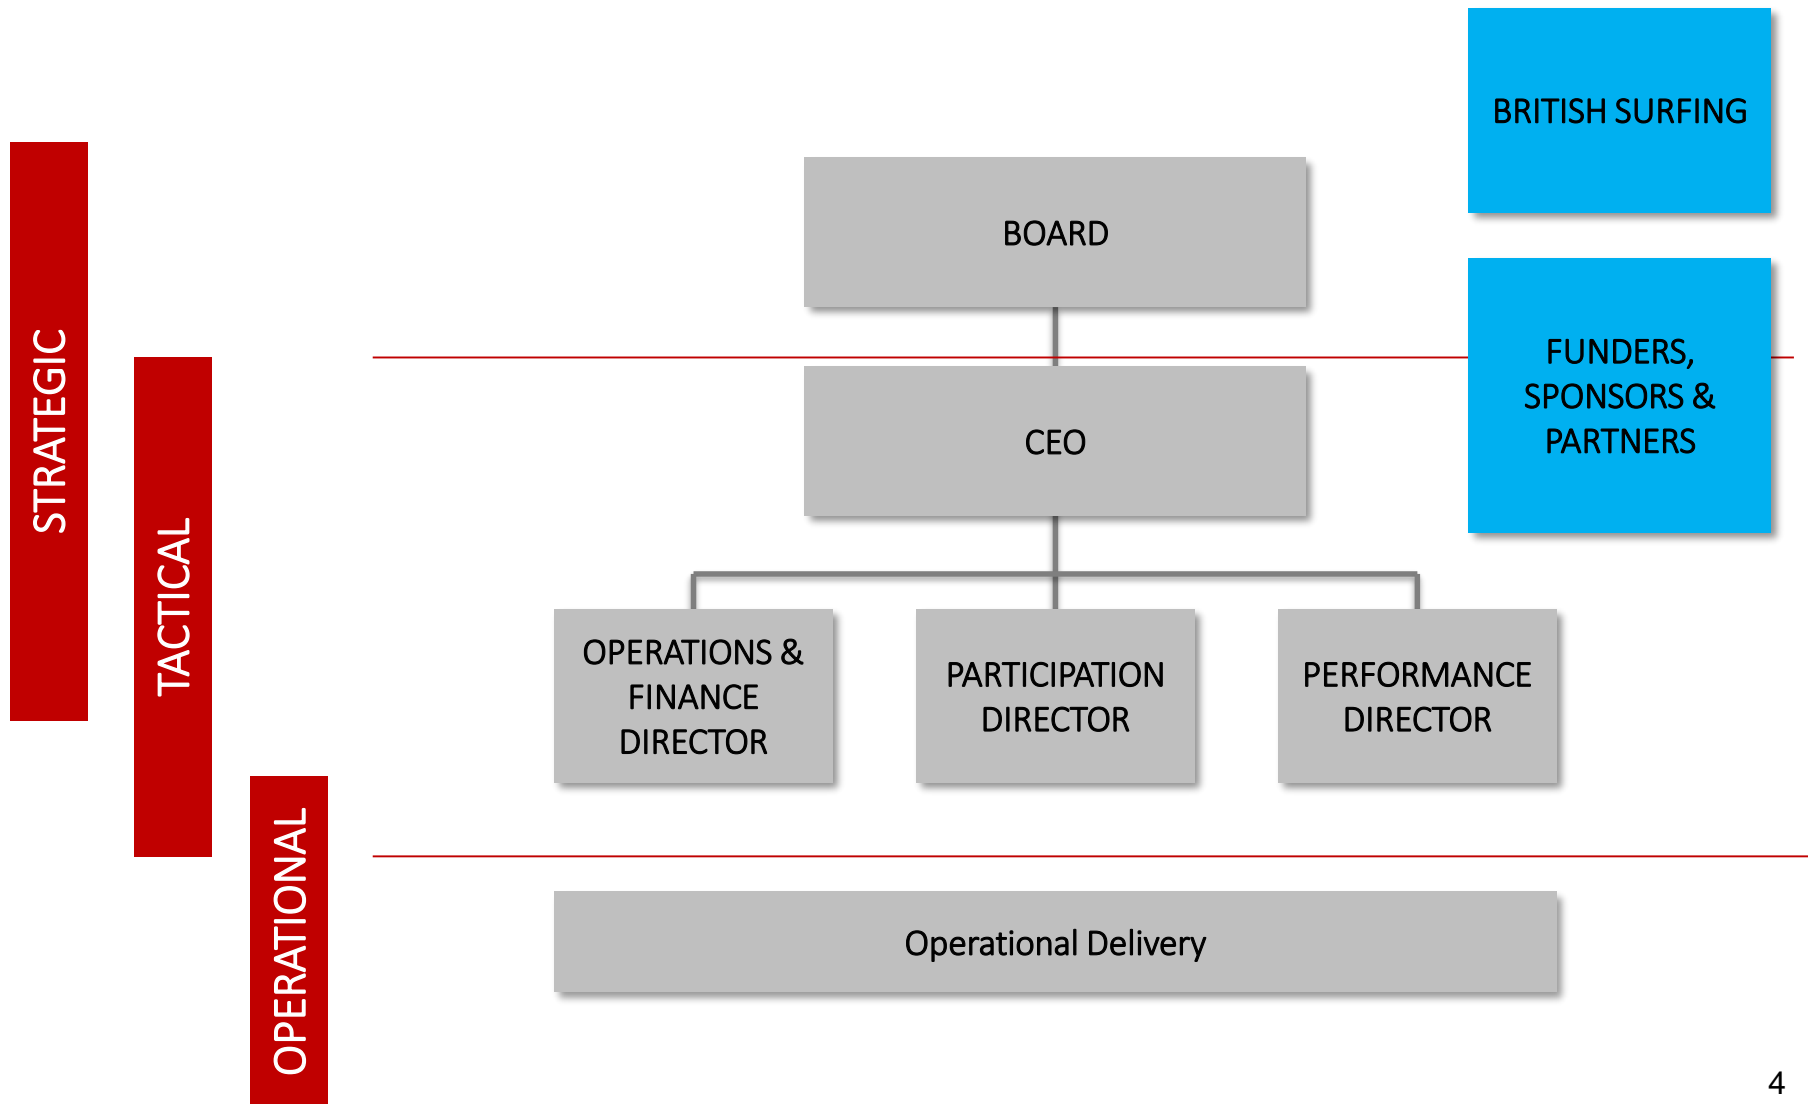 BRITISH SURFING
BOARD
FUNDERS,
SPONSORS &
PARTNERS
STRATEGIC
CEO
TACTICAL
OPERATIONS &
FINANCE
DIRECTOR
PARTICIPATION
DIRECTOR
PERFORMANCE
DIRECTOR
OPERATIONAL
Operational Delivery
4